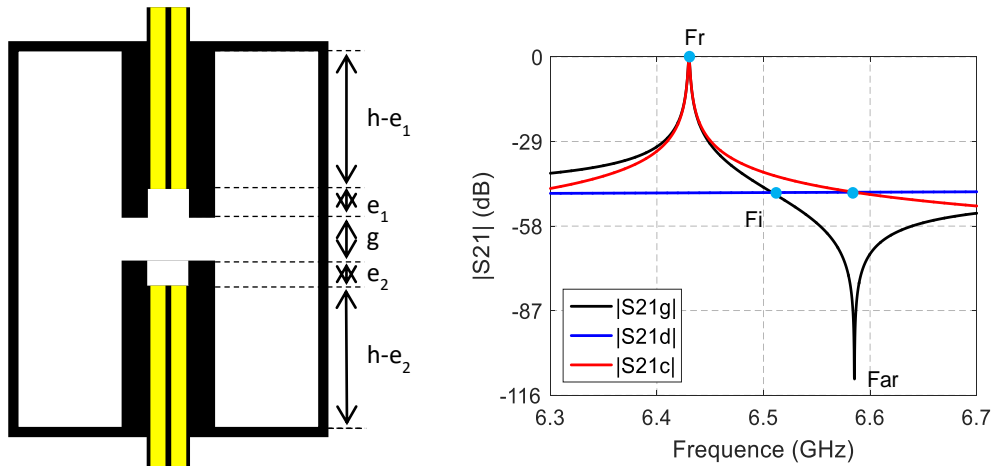 h-e1
e1
g
e2
h-e2
Fr
Fi
Far
|S21| (dB)
0
-29
-58
-87
-116
|S21g|
|S21d|
|S21c|
6.3
6.4
6.5
6.6
6.7
Frequence (GHz)